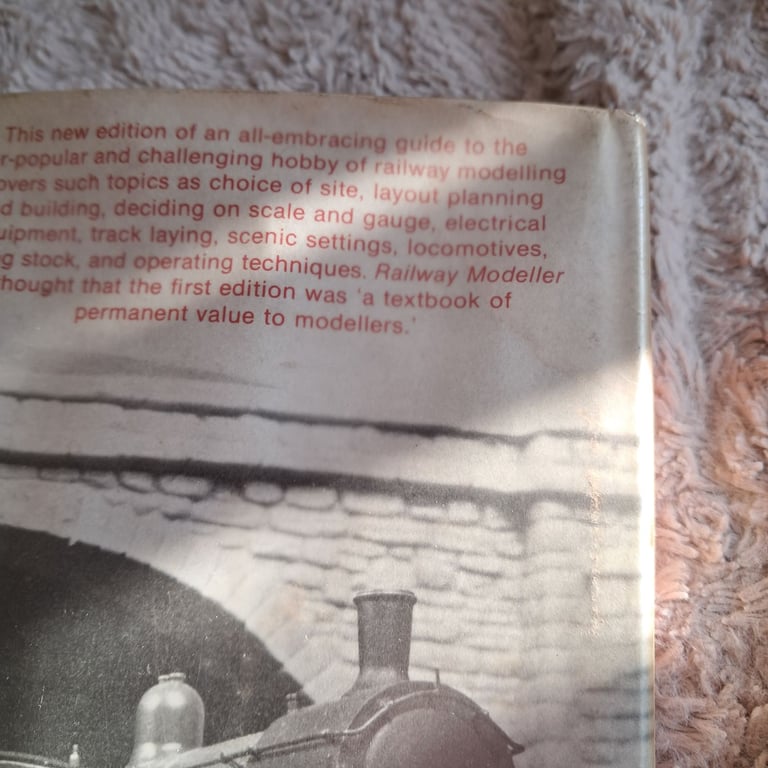 This new edition of an all-embracing guide to the
r-popular and challenging hobby of railway modelling
overs such topics as choice of site, layout planning
d building, deciding on scale and gauge, electrical
uipment, track laying, scenic settings, locomotives,
g stock, and operating techniques. Railway Modeller
hought that the first edition was 'a textbook of
permanent value to modellers.'